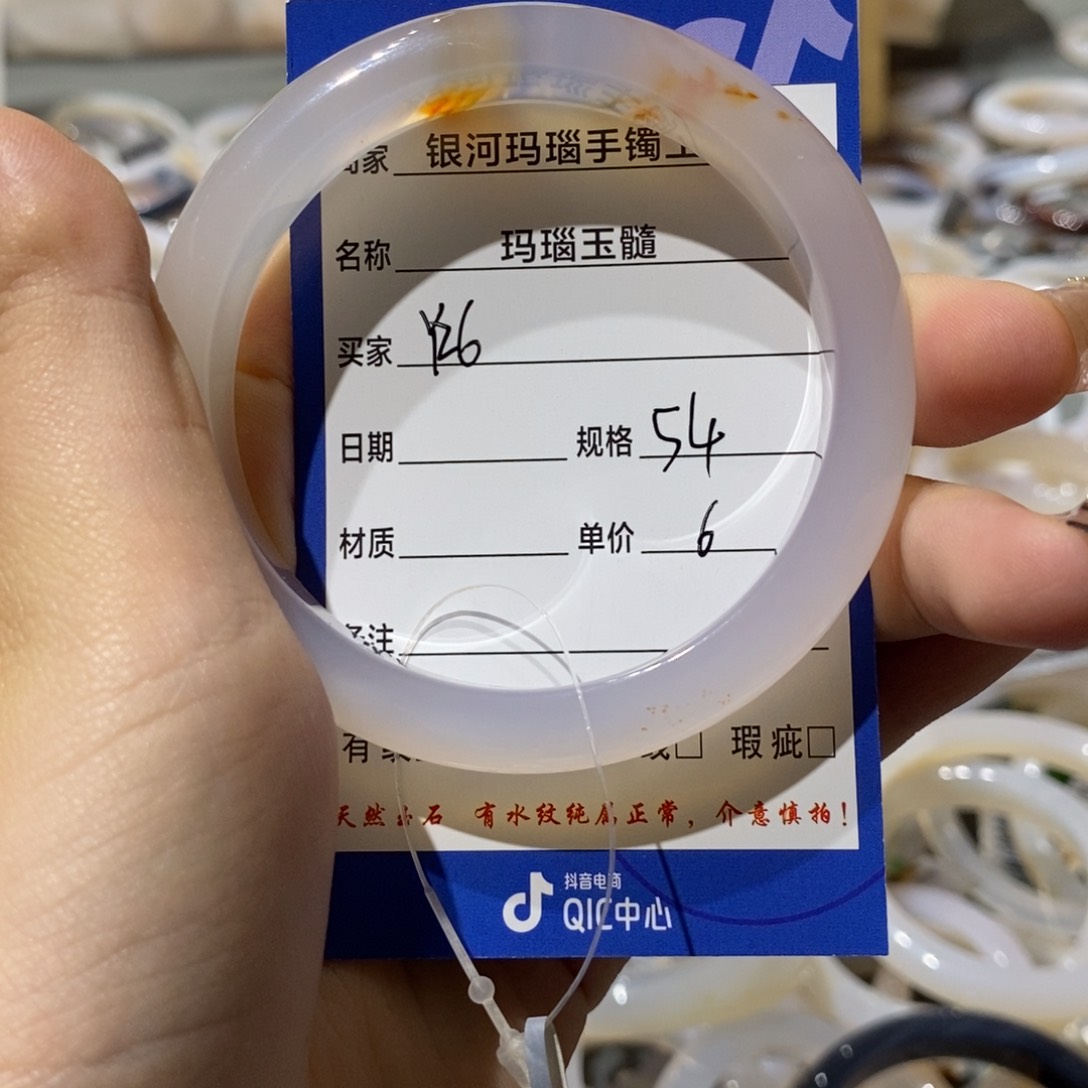 家 银河玛瑙手镯
名称 玛瑙玉髓
买家
日期 规格 54
材质 单价 6
备注
有 瑕疵□
天然 石 有水纹纯属正常，介意慎拍！
抖音电商
QIC中心